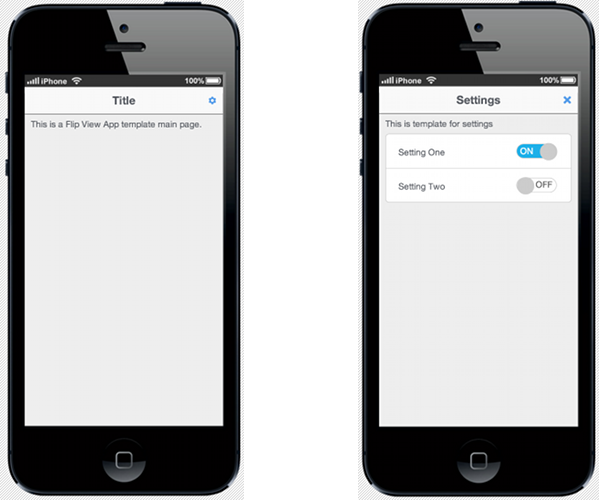 iPhone 100%
Title
This is a Flip View App template main page.
iPhone 100%
Settings
This is template for settings
Setting One ON
Setting Two OFF